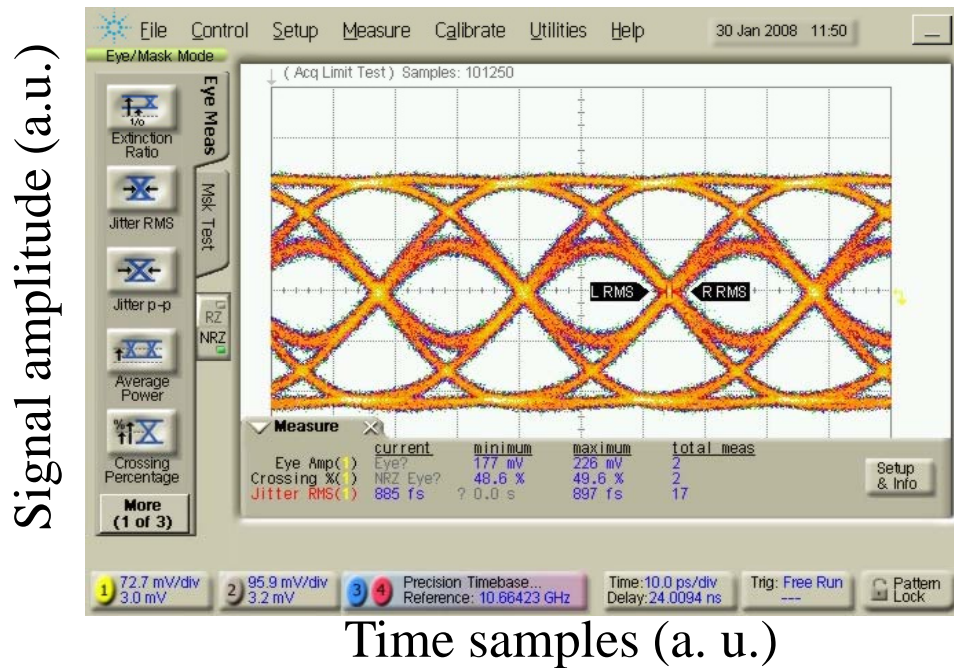 Signal amplitude (a.u.)
File Control Setup Measure Calibrate Utilities Help 30 Jan 2008 11:50
Eye/Mask Mode
( Acq Limit Test ) Samples: 101250
Eye Meas
Msk Test
1/0
Extinction
Ratio
Jitter RMS
Jitter p-p
RZ
NRZ
Average
Power
%
Crossing
Percentage
More
(1 of 3)
L RMS
R RMS
Measure
current minimum maximum total meas
Eye Amp(1) Eye? 177 mV 226 mV 2
Crossing %(1) NRZ Eye? 48.6 % 49.6 % 2
Jitter RMS(1) 885 fs ? 0.0 s 897 fs 17
Setup
& Info
1 72.7 mV/div
3.0 mV
2 95.9 mV/div
3.2 mV
3 4 Precision Timebase...
Reference: 10.66423 GHz
Time:10.0 ps/div
Delay:24.0094 ns
Trig: Free Run
---
Pattern
Lock
Time samples (a. u.)